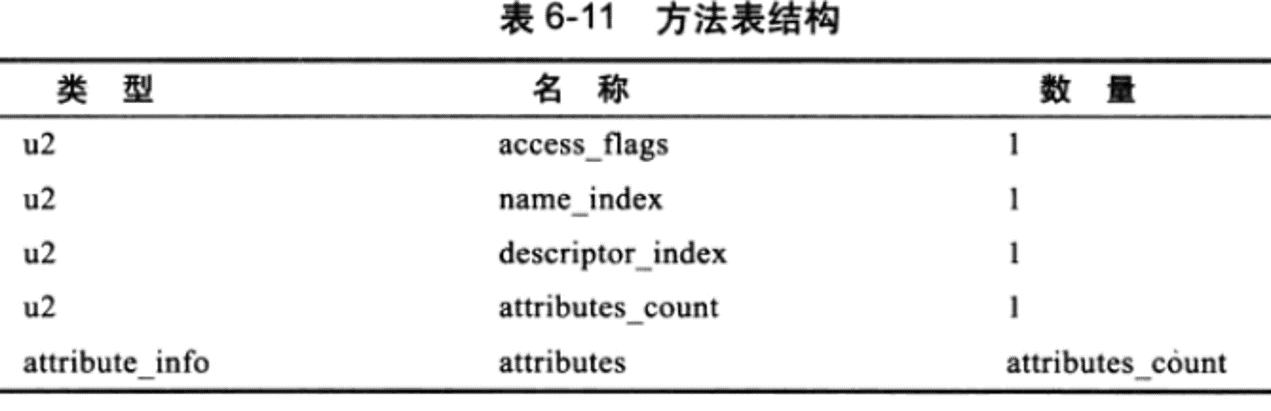 表 6-11 方法表结构
类 型 名 称 数 量
u2 access_flags 1
u2 name_index 1
u2 descriptor_index 1
u2 attributes_count 1
attribute_info attributes attributes_count